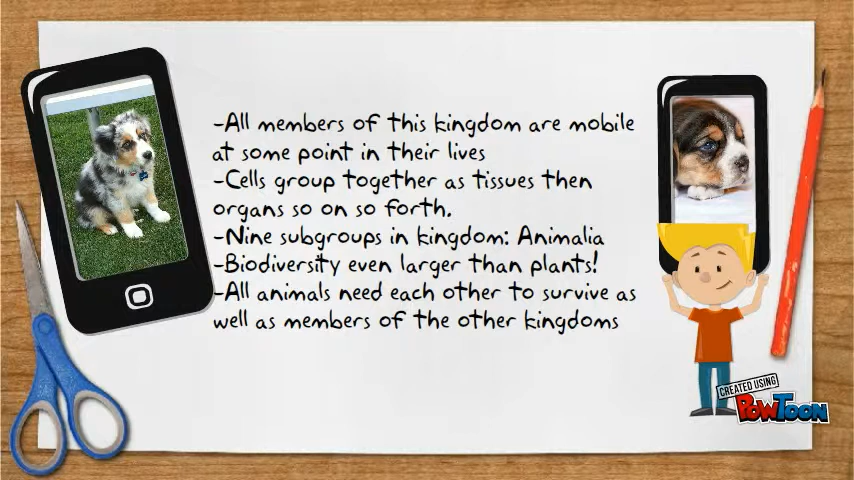 -All members of this kingdom are mobile
at some point in their lives
-Cells group together as tissues then
organs so on so forth.
-Nine subgroups in kingdom: Animalia
-Biodiversity even larger than plants!
-All animals need each other to survive as
well as members of the other kingdoms
CREATED USING
POWTOON